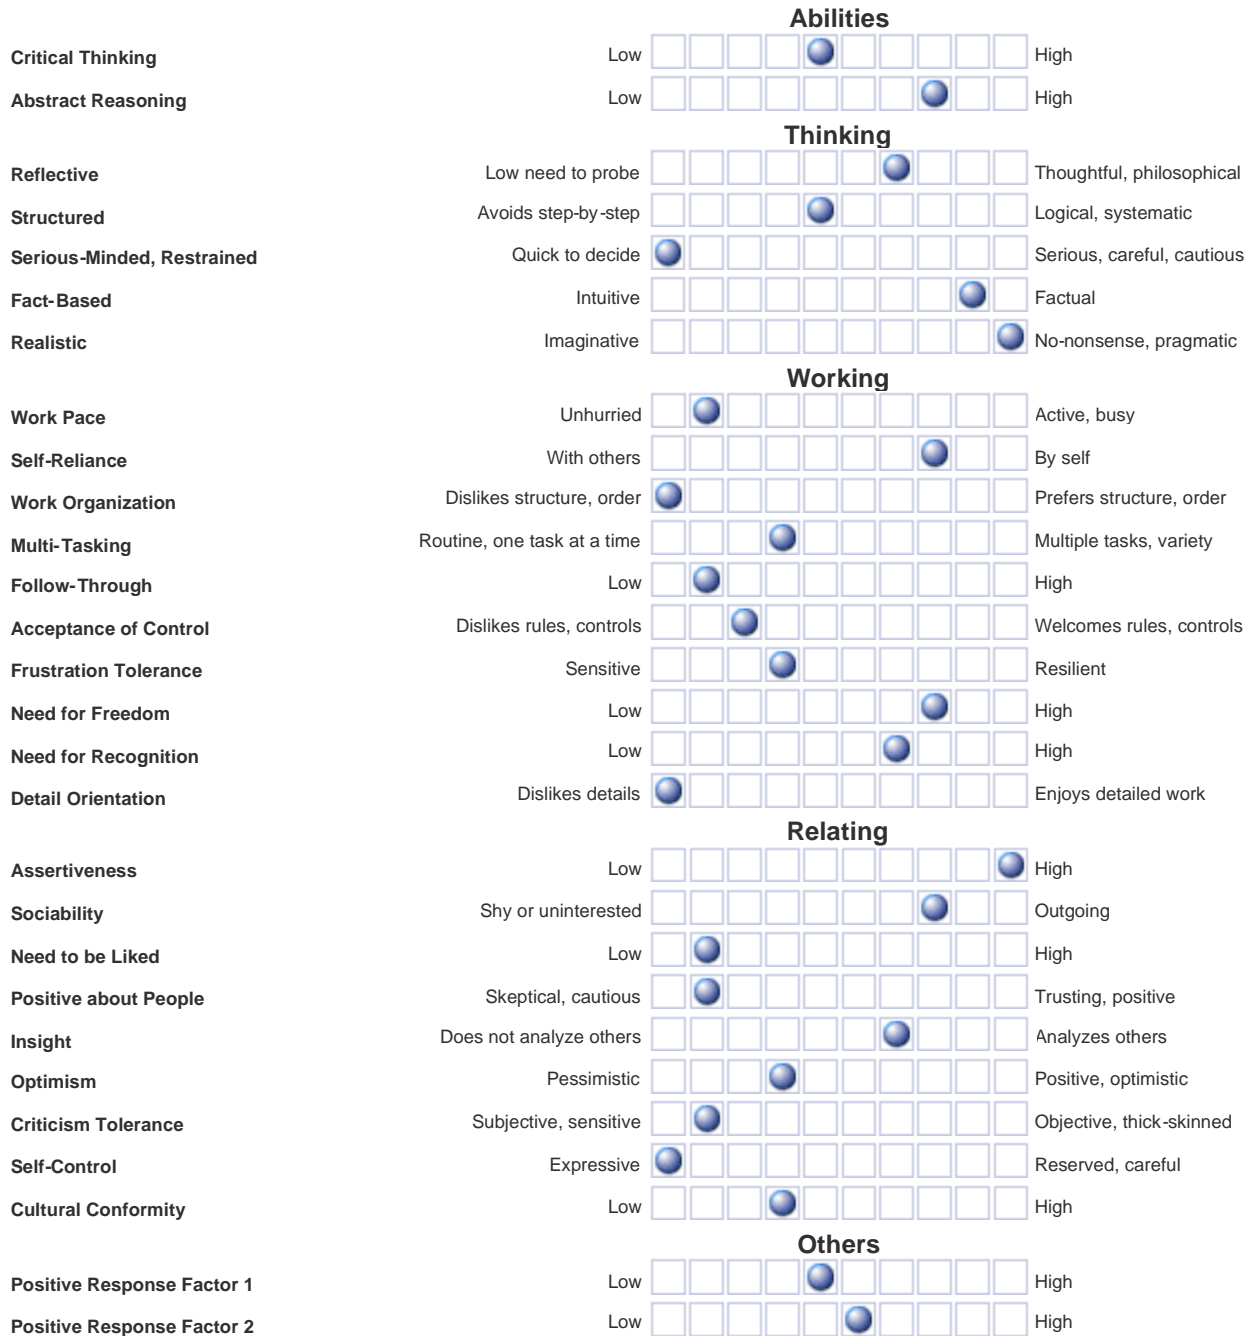 Abilities
Critical Thinking Low High
Abstract Reasoning Low High
Thinking
Reflective Low need to probe Thoughtful, philosophical
Structured Avoids step-by-step Logical, systematic
Serious-Minded, Restrained Quick to decide Serious, careful, cautious
Fact-Based Intuitive Factual
Realistic Imaginative No-nonsense, pragmatic
Working
Work Pace Unhurried Active, busy
Self-Reliance With others By self
Work Organization Dislikes structure, order Prefers structure, order
Multi-Tasking Routine, one task at a time Multiple tasks, variety
Follow-Through Low High
Acceptance of Control Dislikes rules, controls Welcomes rules, controls
Frustration Tolerance Sensitive Resilient
Need for Freedom Low High
Need for Recognition Low High
Detail Orientation Dislikes details Enjoys detailed work
Relating
Assertiveness Low High
Sociability Shy or uninterested Outgoing
Need to be Liked Low High
Positive about People Skeptical, cautious Trusting, positive
Insight Does not analyze others Analyzes others
Optimism Pessimistic Positive, optimistic
Criticism Tolerance Subjective, sensitive Objective, thick-skinned
Self-Control Expressive Reserved, careful
Cultural Conformity Low High
Others
Positive Response Factor 1 Low High
Positive Response Factor 2 Low High